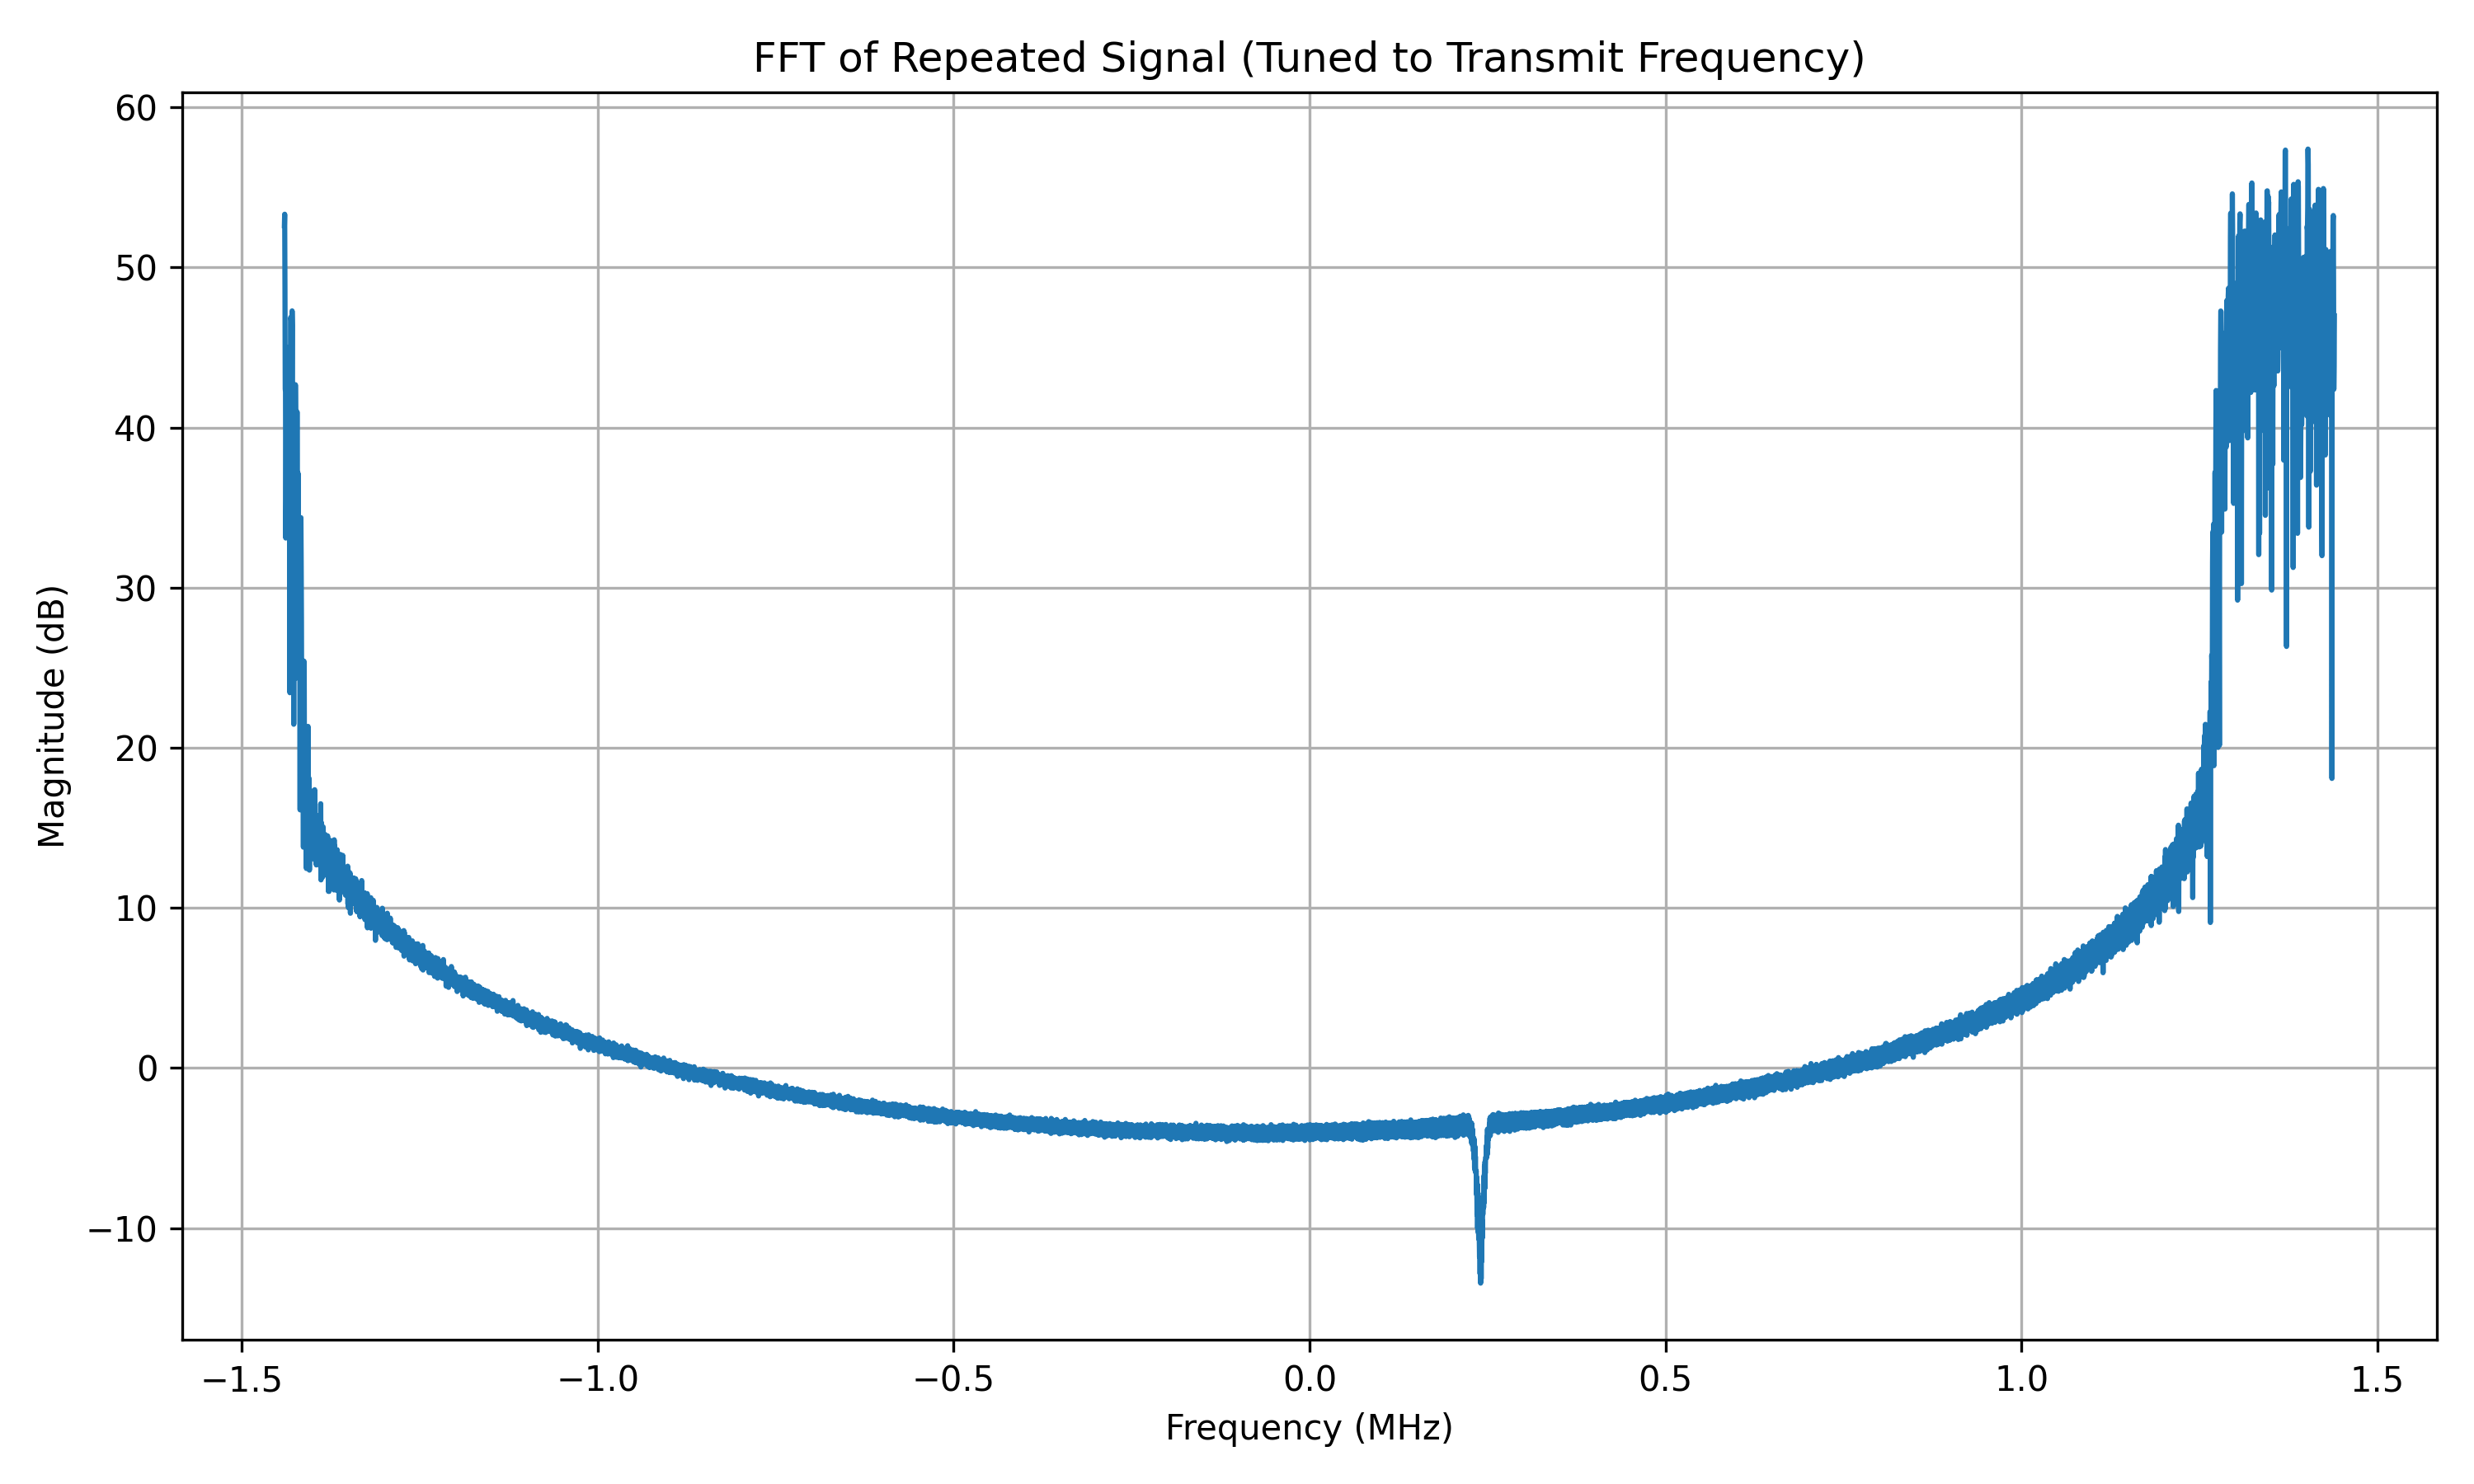 FFT of Repeated Signal (Tuned to Transmit Frequency)
60
50
40
30
20
10
0
−10
Magnitude (dB)
−1.5 −1.0 −0.5 0.0 0.5 1.0 1.5
Frequency (MHz)